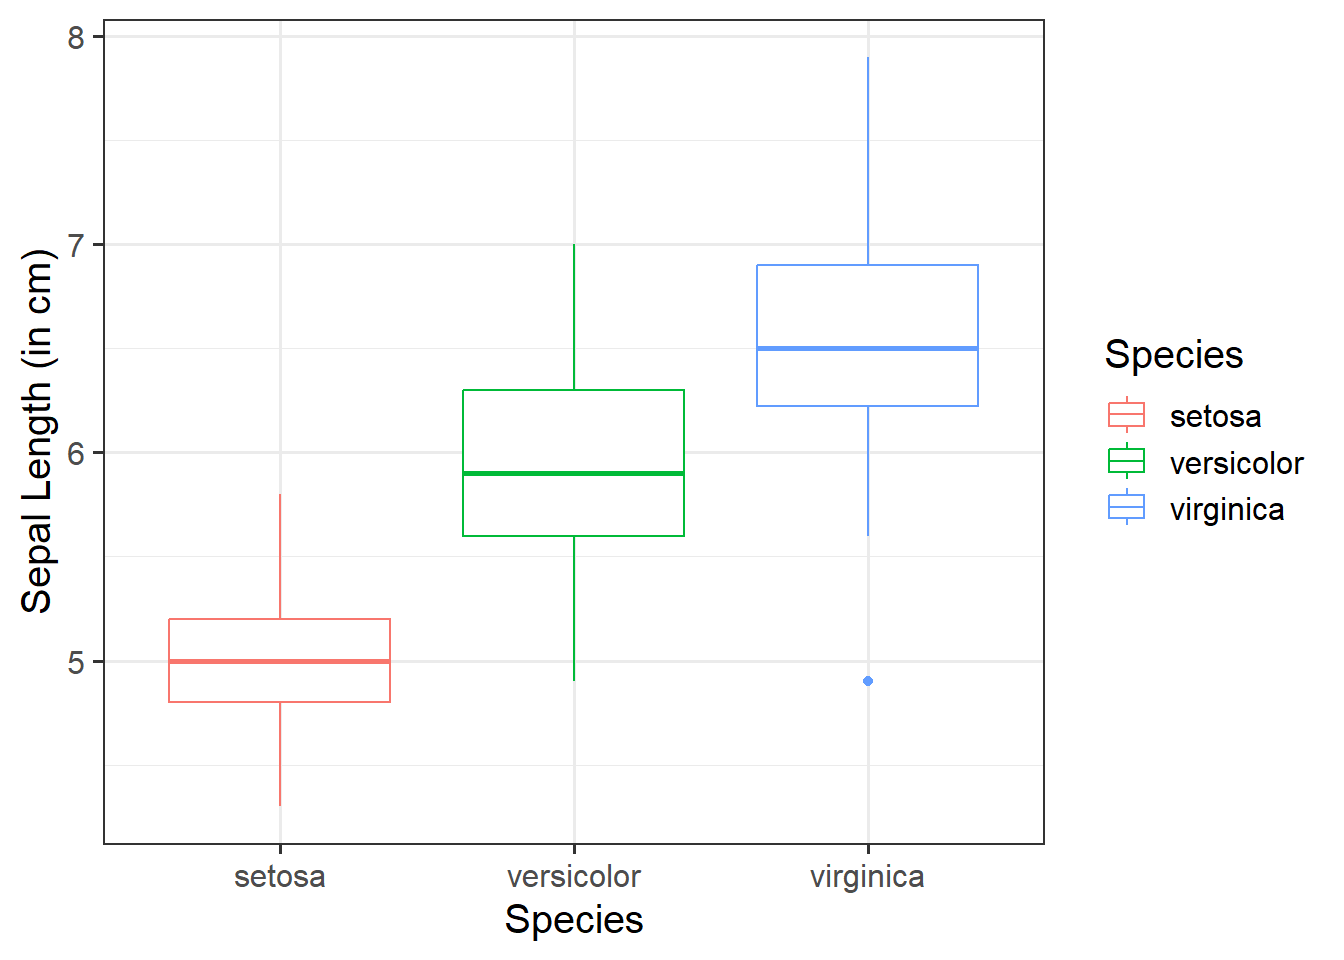 Sepal Length (in cm)
8
7
6
5
setosa
versicolor
virginica
Species
Species
setosa
versicolor
virginica